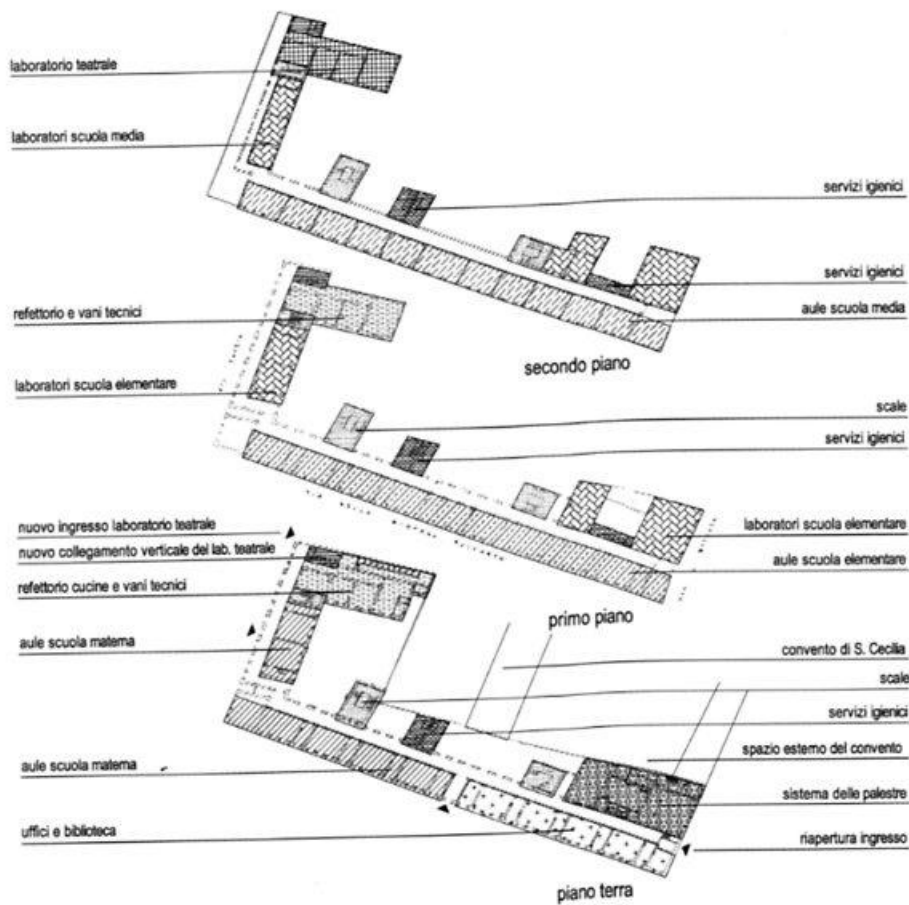 laboratorio teatrale
laboratori scuola media
servizi igienici
servizi igienici
aule scuola media
secondo piano
refettorio e vani tecnici
laboratori scuola elementare
scale
servizi igienici
laboratori scuola elementare
aule scuola elementare
primo piano
nuovo ingresso laboratorio teatrale
nuovo collegamento verticale del lab. teatrale
refettorio cucine e vani tecnici
aule scuola materna
aule scuola materna
uffici e biblioteca
convento di S. Cecilia
scale
servizi igienici
spazio esterno del convento
sistema delle palestre
riapertura ingresso
piano terra